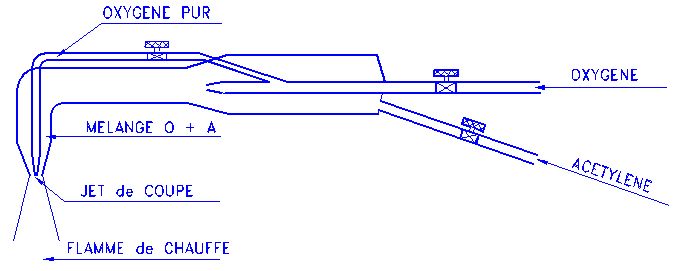 OXYGENE PUR
OXYGENE
MELANGE O + A
ACETYLENE
JET de COUPE
FLAMME de CHAUFFE